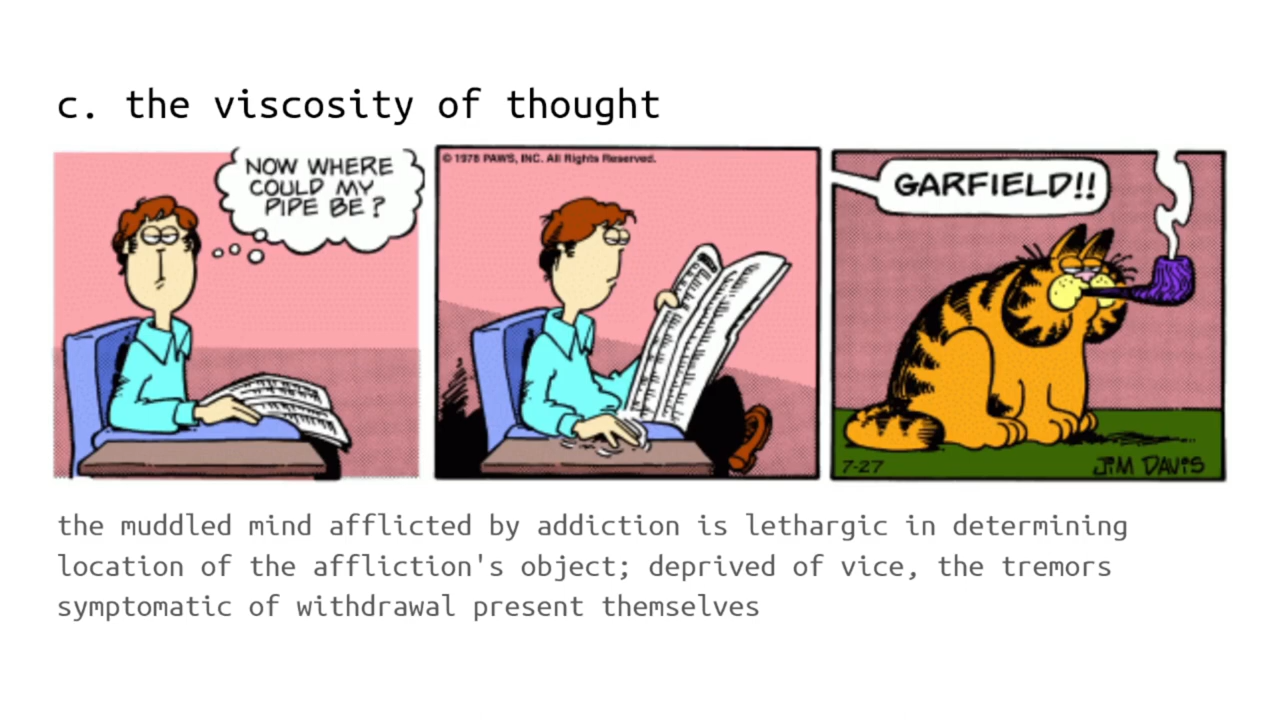 c. the viscosity of thought
NOW WHERE
COULD MY
PIPE BE?
© 1978 PAWS, INC. All Rights Reserved.
GARFIELD!!
7-27
JIM DAVIS
the muddled mind afflicted by addiction is lethargic in determining
location of the affliction's object; deprived of vice, the tremors
symptomatic of withdrawal present themselves